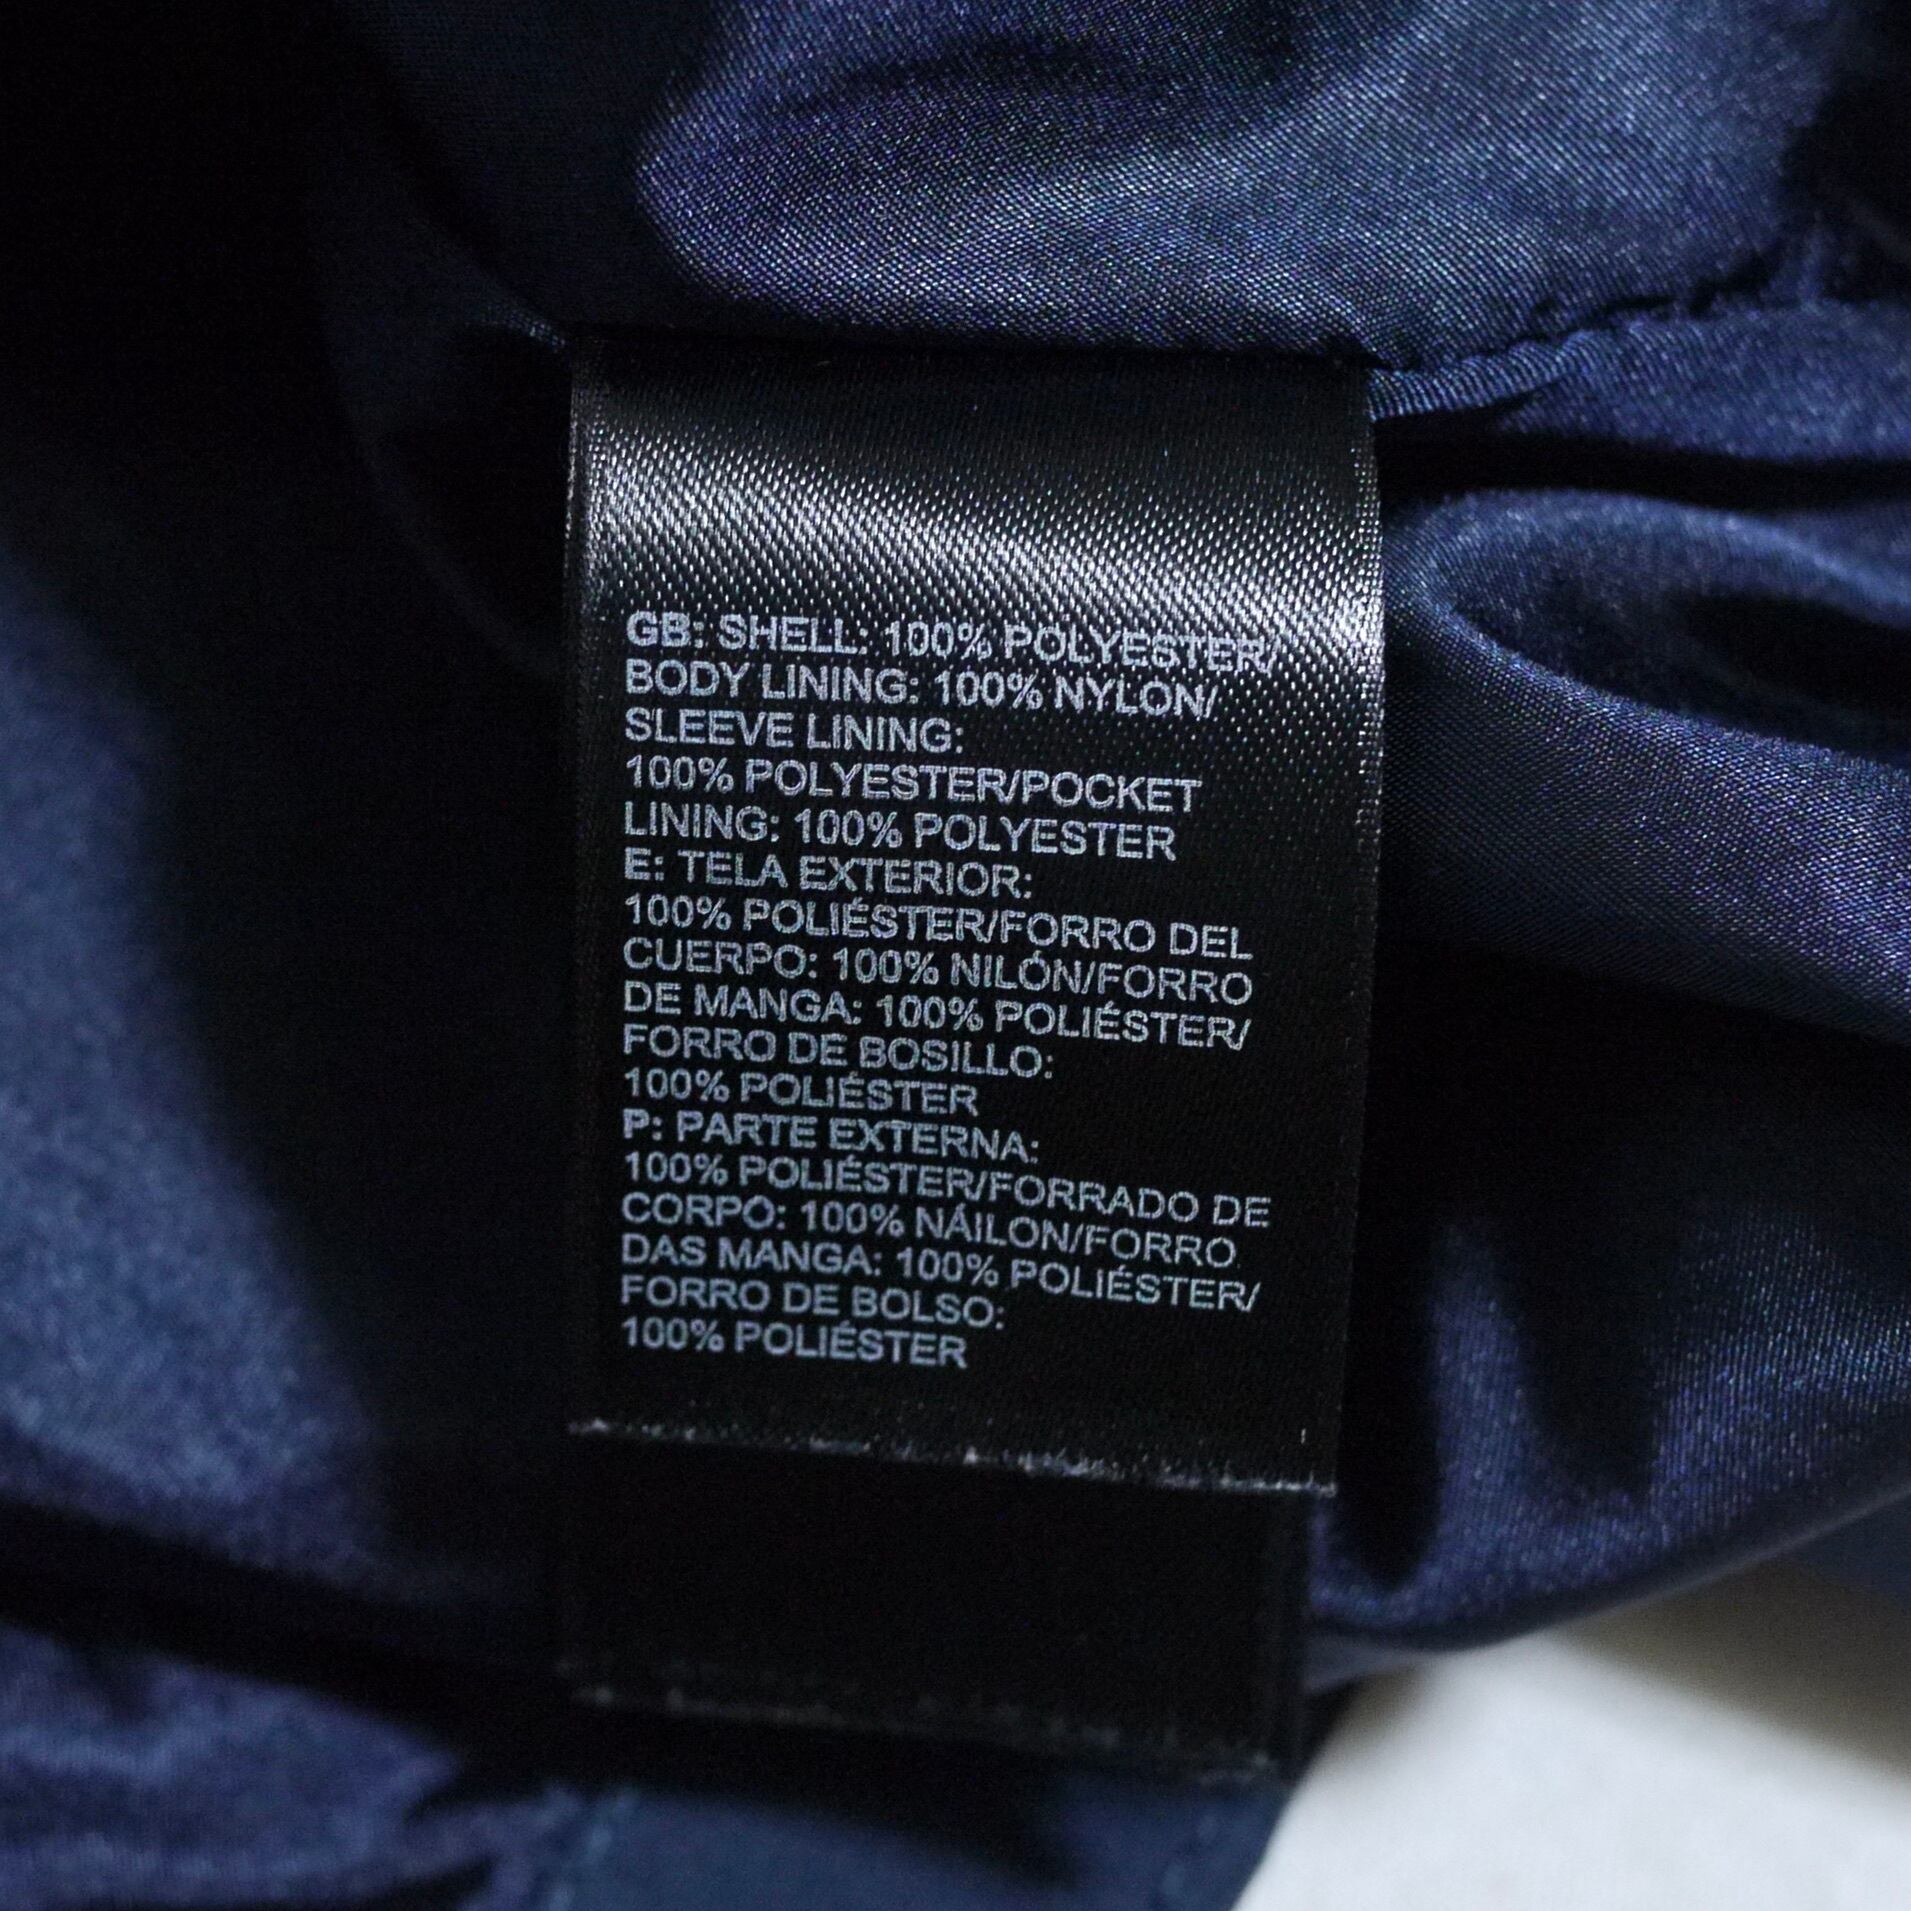 GB: SHELL: 100% POLYESTER/
BODY LINING: 100% NYLON/
SLEEVE LINING:
100% POLYESTER/POCKET
LINING: 100% POLYESTER
E: TELA EXTERIOR:
100% POLIÉSTER/FORRO DEL
CUERPO: 100% NILÓN/FORRO
DE MANGA: 100% POLIÉSTER/
FORRO DE BOSILLO:
100% POLIÉSTER
P: PARTE EXTERNA:
100% POLIÉSTER/FORRADO DE
CORPO: 100% NÁILON/FORRO
DAS MANGA: 100% POLIÉSTER/
FORRO DE BOLSO:
100% POLIÉSTER